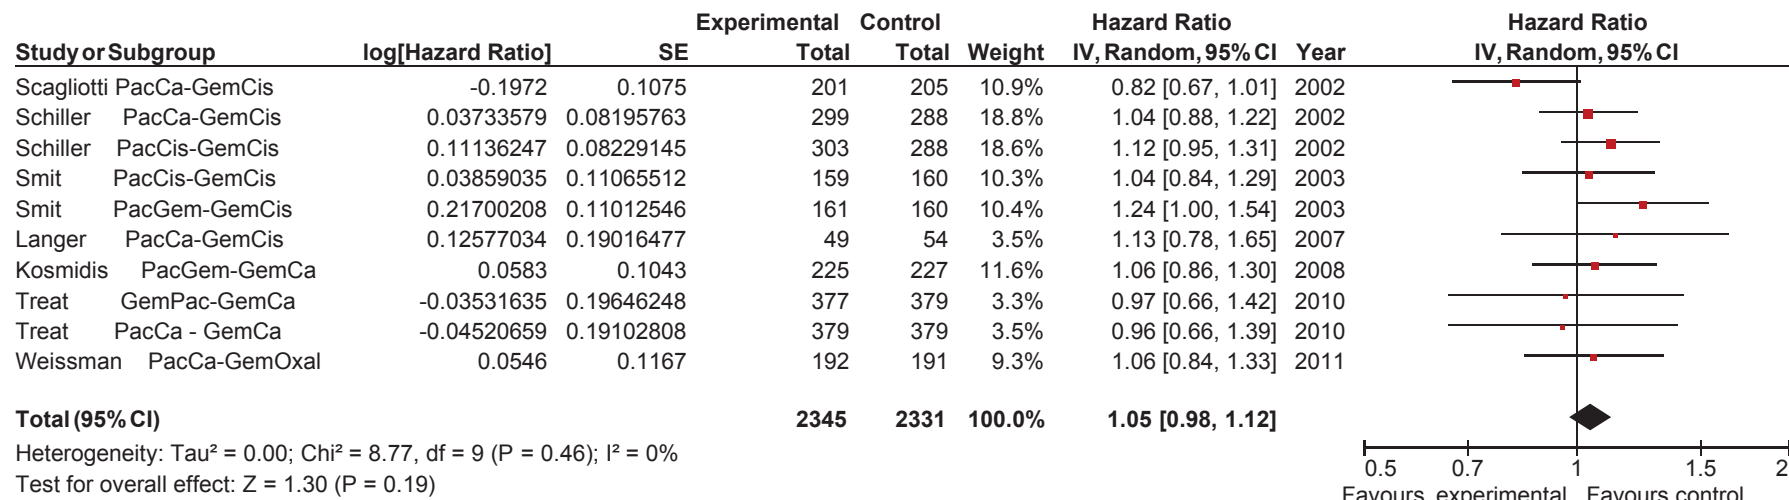 Experimental Control Hazard Ratio Hazard Ratio
Study or Subgroup log[Hazard Ratio] SE Total Total Weight IV, Random, 95% CI Year IV, Random, 95% CI
Scagliotti PacCa-GemCis -0.1972 0.1075 201 205 10.9% 0.82 [0.67, 1.01] 2002
Schiller PacCa-GemCis 0.03733579 0.08195763 299 288 18.8% 1.04 [0.88, 1.22] 2002
Schiller PacCis-GemCis 0.11136247 0.08229145 303 288 18.6% 1.12 [0.95, 1.31] 2002
Smit PacCis-GemCis 0.03859035 0.11065512 159 160 10.3% 1.04 [0.84, 1.29] 2003
Smit PacGem-GemCis 0.21700208 0.11012546 161 160 10.4% 1.24 [1.00, 1.54] 2003
Langer PacCa-GemCis 0.12577034 0.19016477 49 54 3.5% 1.13 [0.78, 1.65] 2007
Kosmidis PacGem-GemCa 0.0583 0.1043 225 227 11.6% 1.06 [0.86, 1.30] 2008
Treat GemPac-GemCa -0.03531635 0.19646248 377 379 3.3% 0.97 [0.66, 1.42] 2010
Treat PacCa - GemCa -0.04520659 0.19102808 379 379 3.5% 0.96 [0.66, 1.39] 2010
Weissman PacCa-GemOxal 0.0546 0.1167 192 191 9.3% 1.06 [0.84, 1.33] 2011
Total (95% CI) 2345 2331 100.0% 1.05 [0.98, 1.12]
Heterogeneity: Tau² = 0.00; Chi² = 8.77, df = 9 (P = 0.46); I² = 0%
Test for overall effect: Z = 1.30 (P = 0.19)
0.5 0.7 1 1.5 2
Favours experimental Favours control